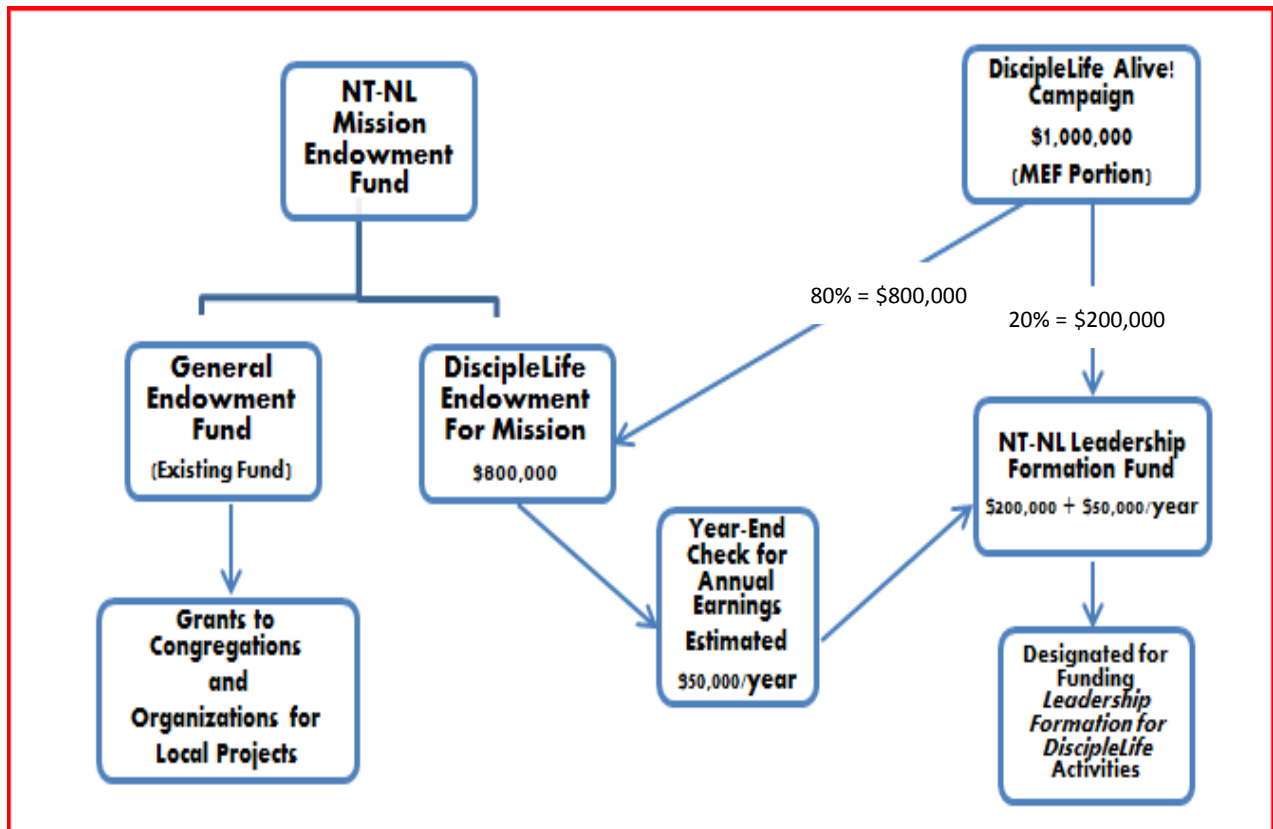 NT-NL
Mission
Endowment
Fund
DiscipleLife Alive!
Campaign
$1,000,000
(MEF Portion)
80% = $800,000
20% = $200,000
General
Endowment
Fund
(Existing Fund)
DiscipleLife
Endowment
For Mission
$800,000
NT-NL Leadership
Formation Fund
$200,000 + $50,000/year
Year-End
Check for
Annual
Earnings
Estimated
$50,000/year
Grants to
Congregations
and
Organizations for
Local Projects
Designated for
Funding
Leadership
Formation for
DiscipleLife
Activities